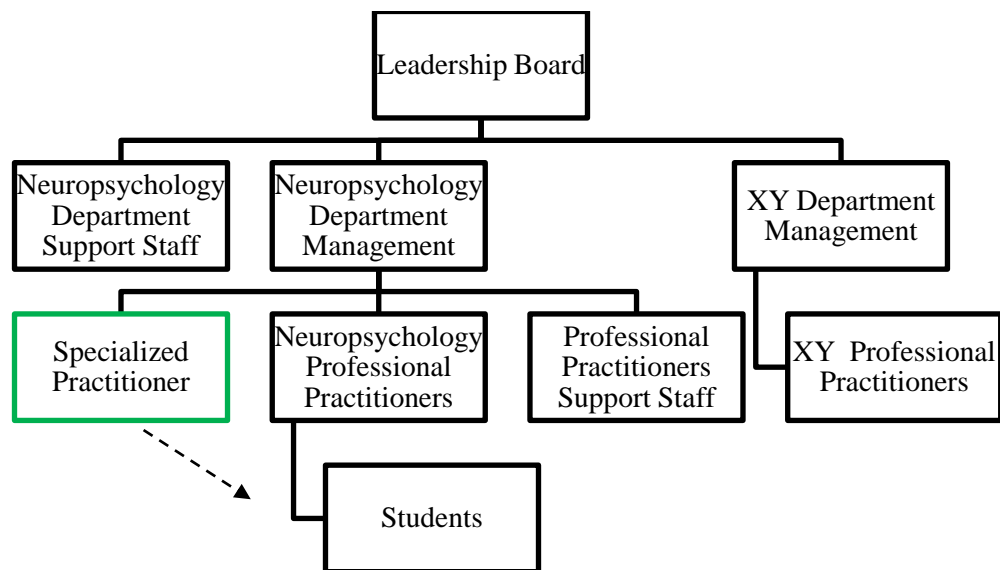 Leadership Board
Neuropsychology
Department
Support Staff
Neuropsychology
Department
Management
XY Department
Management
Specialized
Practitioner
Neuropsychology
Professional
Practitioners
Professional
Practitioners
Support Staff
XY  Professional
Practitioners
Students